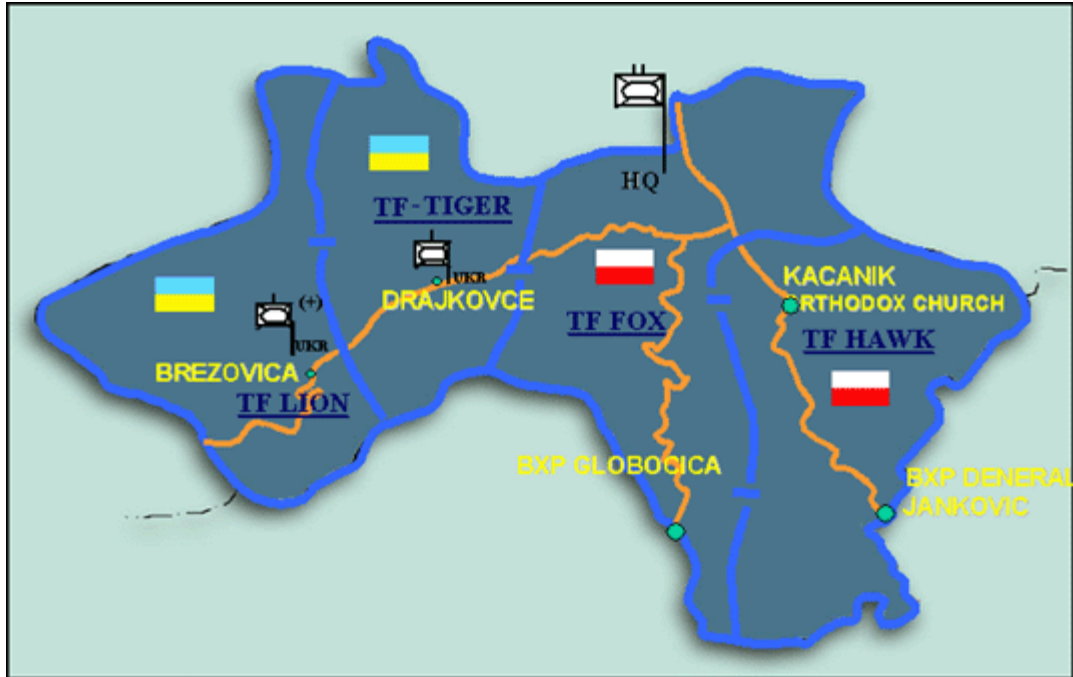 HQ
TF-TIGER
UKR
DRAJKOVCE
(+)
UKR
BREZOVICA
TF LION
TF FOX
KACANIK
RTHODOX CHURCH
TF HAWK
BXP GLOBOCICA
BXP DENERAL
JANKOVIC